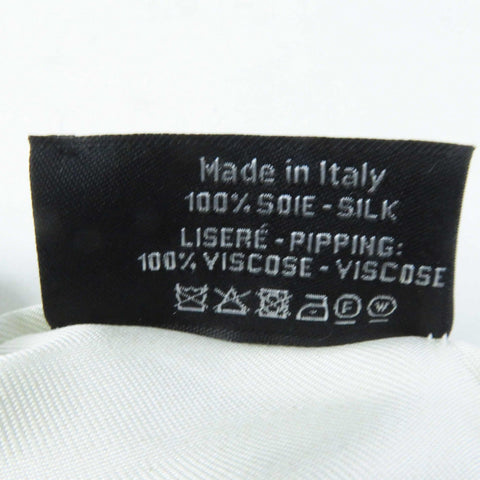 Made in Italy
100% SOIE - SILK
LISERÉ - PIPPING:
100% VISCOSE - VISCOSE
F W